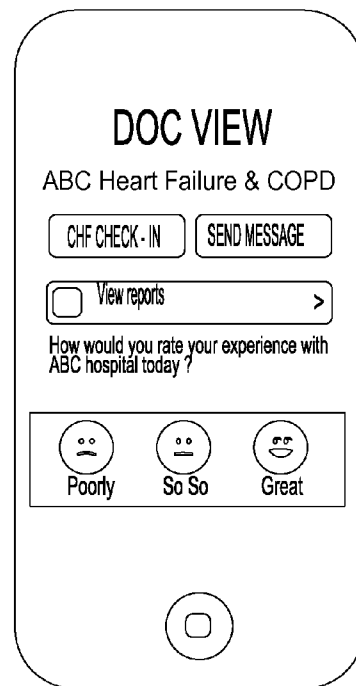 DOC VIEW
ABC Heart Failure & COPD
CHF CHECK - IN SEND MESSAGE
View reports >
How would you rate your experience with
ABC hospital today ?
Poorly So So Great